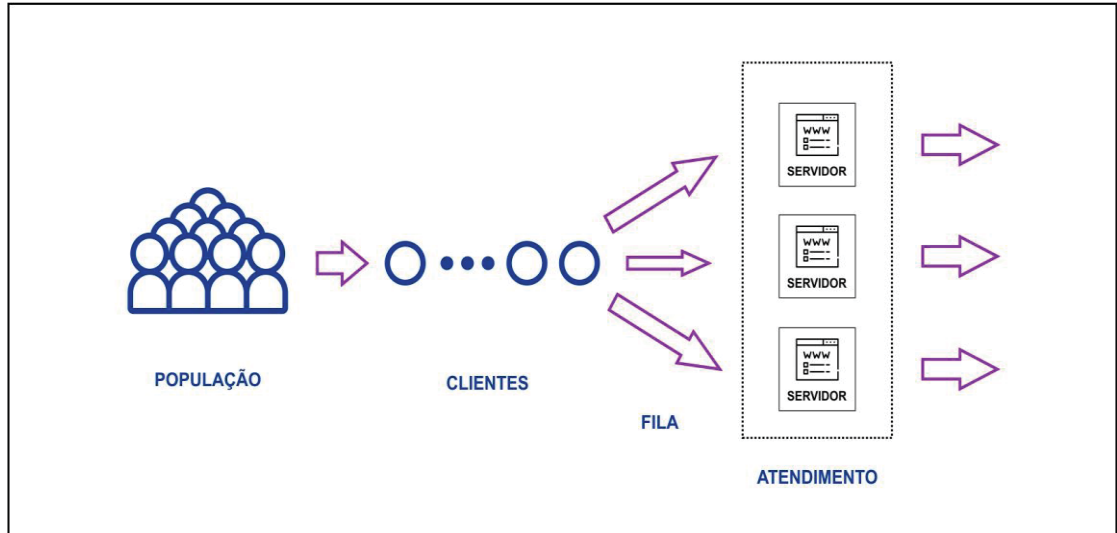 WWW
SERVIDOR
WWW
SERVIDOR
WWW
SERVIDOR
POPULAÇÃO
CLIENTES
FILA
ATENDIMENTO